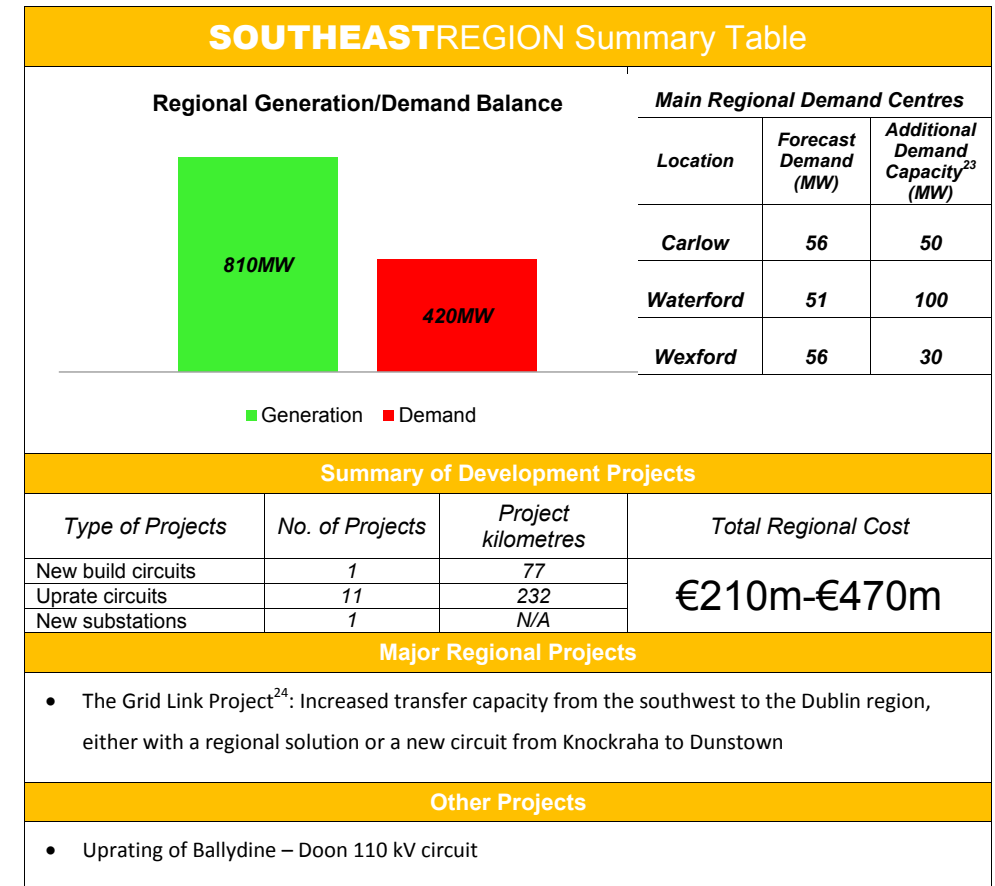 SOUTHEASTREGION Summary Table
Regional Generation/Demand Balance
810MW
420MW
Generation Demand
Main Regional Demand Centres
Location Forecast Demand (MW) Additional Demand Capacity23 (MW)
Carlow 56 50
Waterford 51 100
Wexford 56 30
Summary of Development Projects
Type of Projects No. of Projects Project kilometres Total Regional Cost
New build circuits 1 77
Uprate circuits 11 232
New substations 1 N/A
€210m-€470m
Major Regional Projects
• The Grid Link Project24: Increased transfer capacity from the southwest to the Dublin region,
either with a regional solution or a new circuit from Knockraha to Dunstown
Other Projects
• Uprating of Ballydine – Doon 110 kV circuit